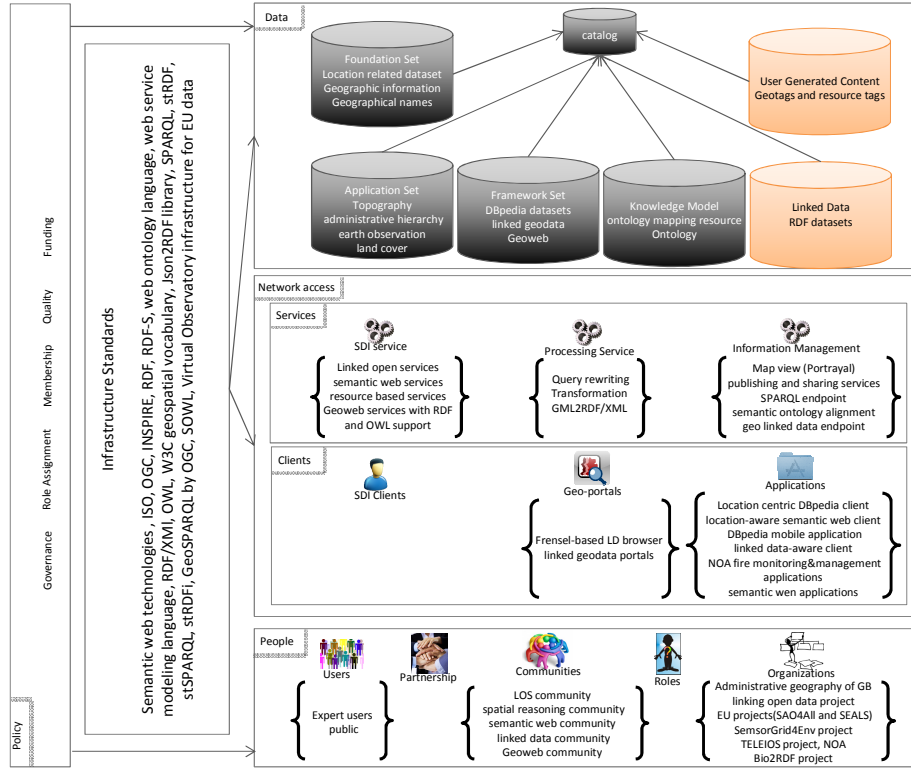 Data
catalog
Foundation Set
Location related dataset
Geographic information
Geographical names
User Generated Content
Geotags and resource tags
Application Set
Topography
administrative hierarchy
earth observation
land cover
Framework Set
DBpedia datasets
linked geodata
Geoweb
Knowledge Model
ontology mapping resource
Ontology
Linked Data
RDF datasets
Policy
Governance
Role Assignment
Membership
Quality
Funding
Infrastructure Standards
Semantic web technologies , ISO, OGC, INSPIRE, RDF, RDF-S, web ontology language, web service
modeling language, RDF/XMl, OWL, W3C geospatial vocabulary, Json2RDF library, SPARQL, stRDF,
stSPARQL, stRDFi, GeoSPARQL by OGC, SOWL, Virtual Observatory infrastructure for EU data
Network access
Services
SDI service
Linked open services
semantic web services
resource based services
Geoweb services with RDF
and OWL support
Processing Service
Query rewriting
Transformation
GML2RDF/XML
Information Management
Map view (Portrayal)
publishing and sharing services
SPARQL endpoint
semantic ontology alignment
geo linked data endpoint
Clients
SDI Clients
Geo-portals
Frensel-based LD browser
linked geodata portals
Applications
Location centric DBpedia client
location-aware semantic web client
DBpedia mobile application
linked data-aware client
NOA fire monitoring&management
applications
semantic wen applications
People
Users
Expert users
public
Partnership
Communities
LOS community
spatial reasoning community
semantic web community
linked data community
Geoweb community
Roles
Organizations
Administrative geography of GB
linking open data project
EU projects(SAO4All and SEALS)
SemsorGrid4Env project
TELEIOS project, NOA
Bio2RDF project